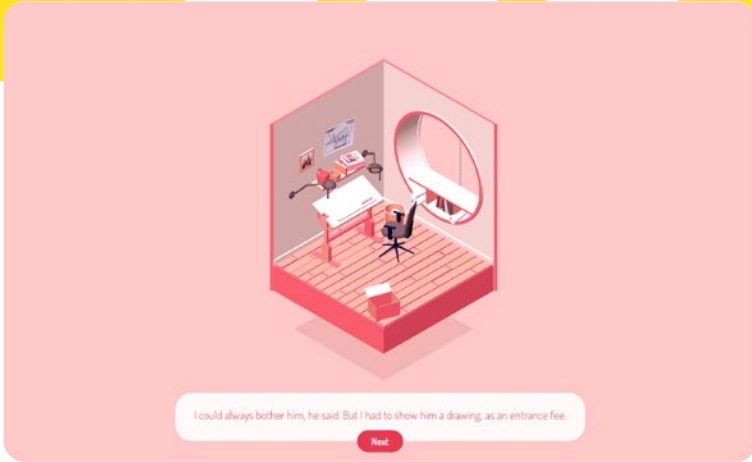 I could always bother him, he said. But I had to show him a drawing, as an entrance fee.
Next